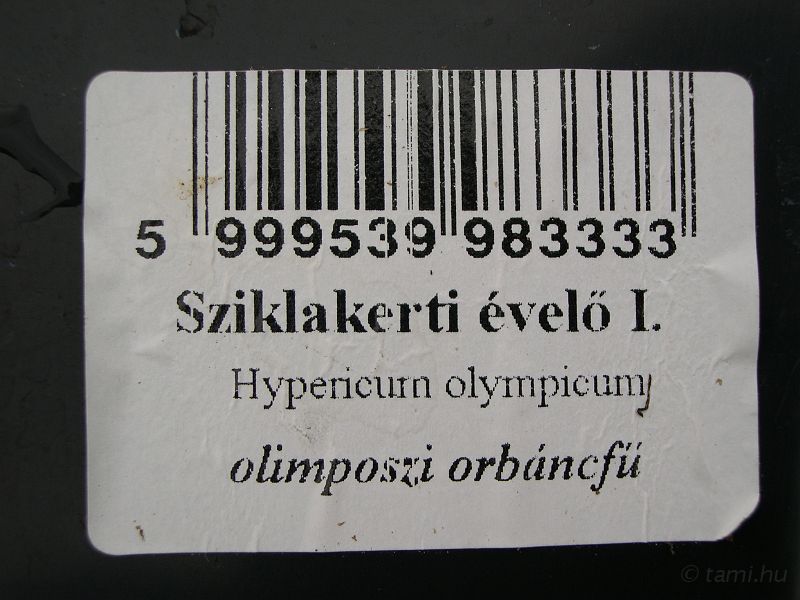 5 999539 983333
Sziklakerti évelő I.
Hypericum olympicum
olimposzi orbáncfű
© tami.hu